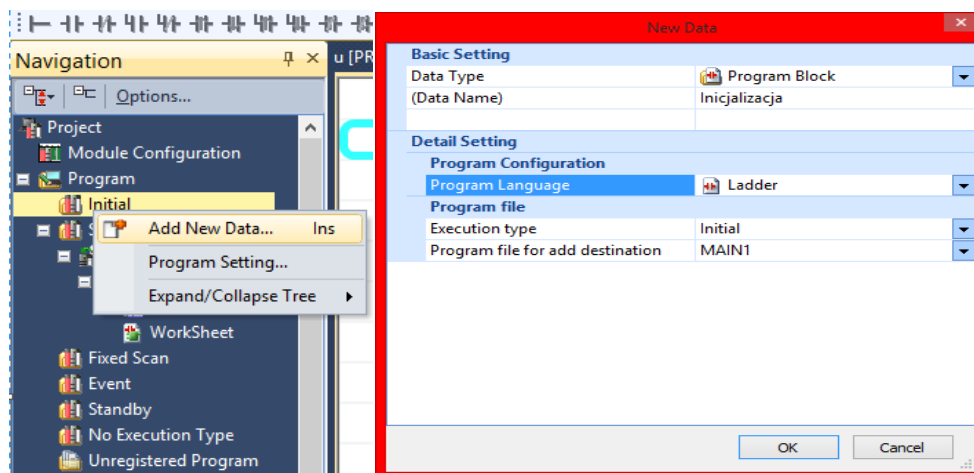 Navigation
u [PR
Options...
Project
Module Configuration
Program
Initial
S
Add New Data... Ins
Program Setting...
Expand/Collapse Tree
WorkSheet
Fixed Scan
Event
Standby
No Execution Type
Unregistered Program
New Data
Basic Setting
Data Type Program Block
(Data Name) Inicjalizacja
Detail Setting
Program Configuration
Program Language Ladder
Program file
Execution type Initial
Program file for add destination MAIN1
OK Cancel